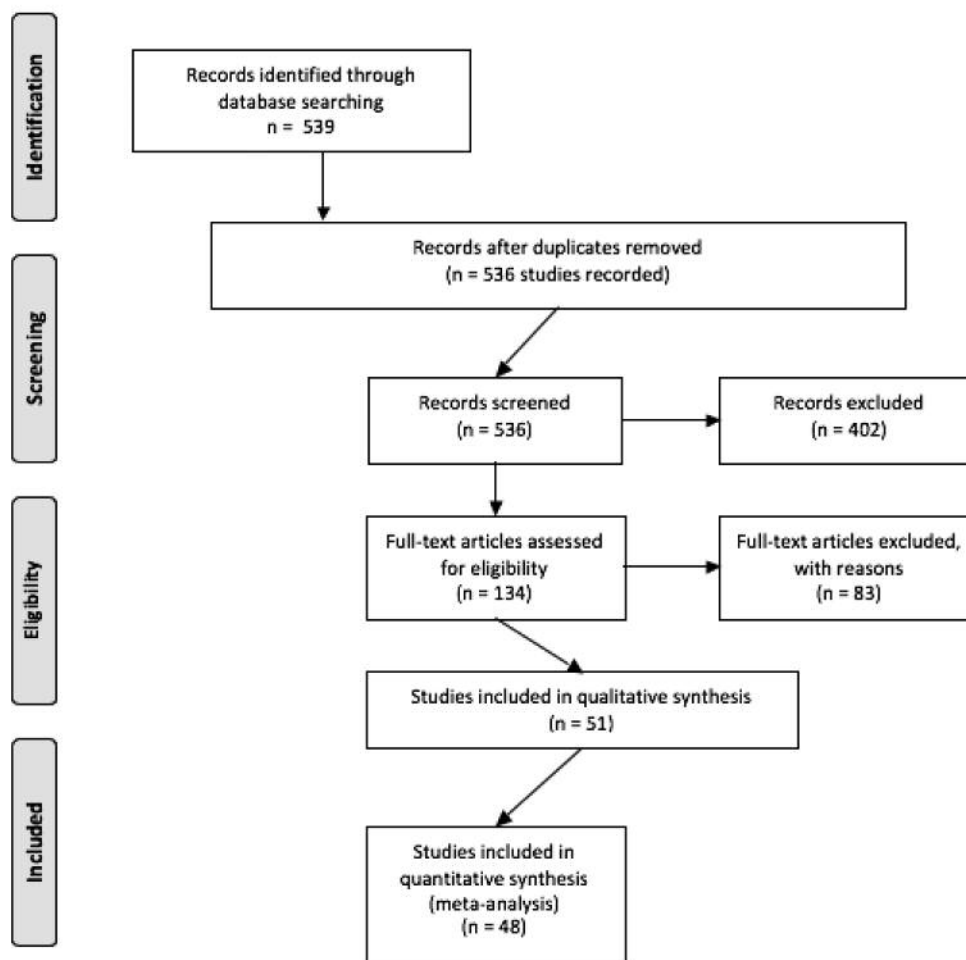 Identification
Records identified through
database searching
n = 539
Records after duplicates removed
(n = 536 studies recorded)
Screening
Records screened
(n = 536)
Records excluded
(n = 402)
Eligibility
Full-text articles assessed
for eligibility
(n = 134)
Full-text articles excluded,
with reasons
(n = 83)
Studies included in qualitative synthesis
(n = 51)
Included
Studies included in
quantitative synthesis
(meta-analysis)
(n = 48)